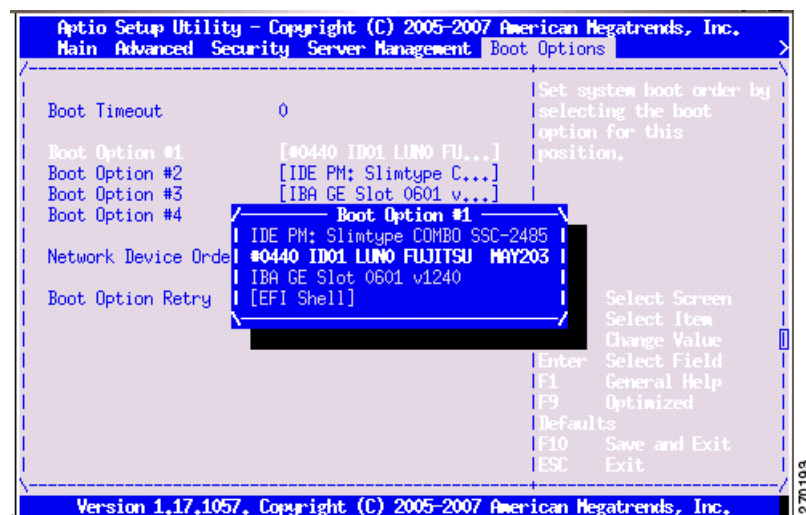 Aptio Setup Utility - Copyright (C) 2005-2007 American Megatrends, Inc.
Main Advanced Security Server Management Boot Options >
Set system boot order by
Boot Timeout 0 selecting the boot
option for this
Boot Option #1 [#0440 ID01 LUN0 FU...] position.
Boot Option #2 [IDE PM: Slimtype C...]
Boot Option #3 [IBA GE Slot 0601 v...]
Boot Option #4
Boot Option #1
IDE PM: Slimtype COMBO SSC-2485
Network Device Orde #0440 ID01 LUN0 FUJITSU MAY203
IBA GE Slot 0601 v1240
Boot Option Retry [EFI Shell] Select Screen
Select Item
Change Value
Enter Select Field
F1 General Help
F9 Optimized
Defaults
F10 Save and Exit
ESC Exit
Version 1.17.1057. Copyright (C) 2005-2007 American Megatrends, Inc.
270193